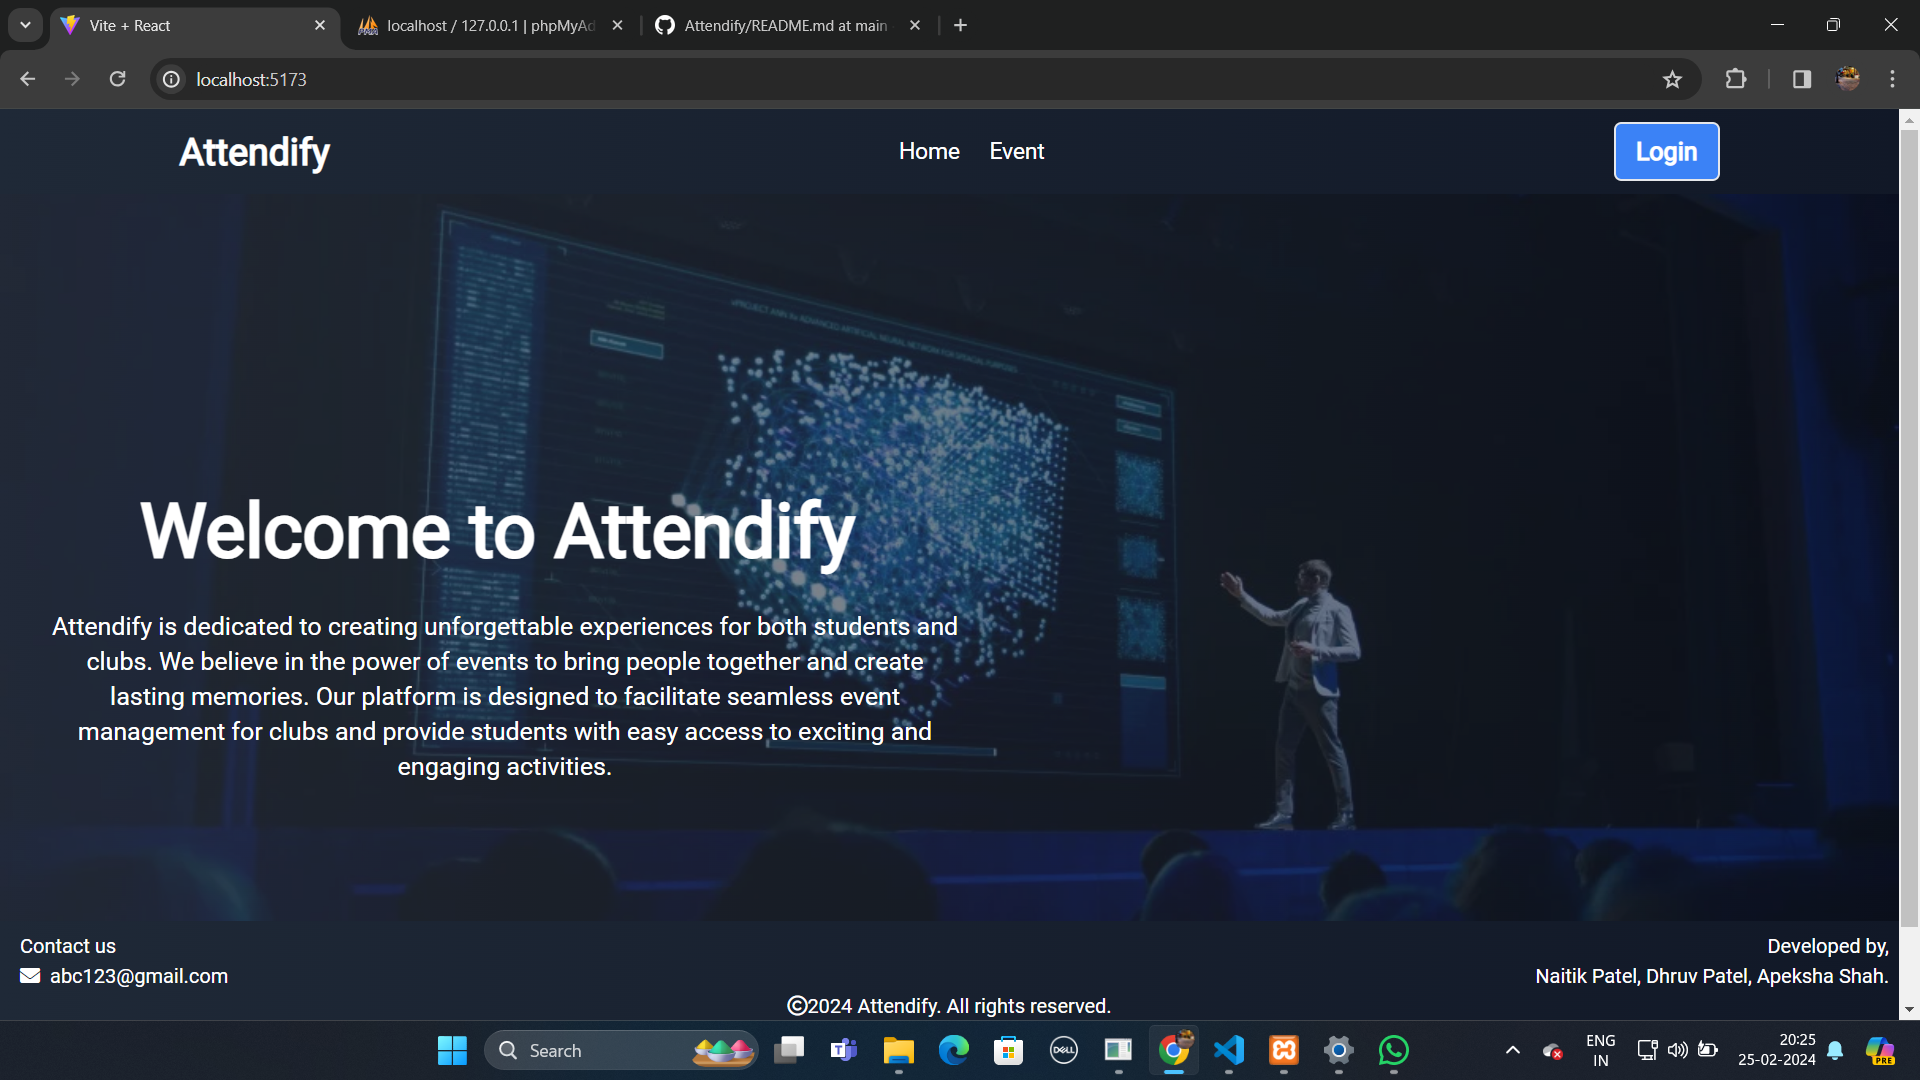 Vite + React
localhost / 127.0.0.1 | phpMyAd
Attendify/README.md at main
localhost:5173
Attendify
Home
Event
Login
Welcome to Attendify
Attendify is dedicated to creating unforgettable experiences for both students and
clubs. We believe in the power of events to bring people together and create
lasting memories. Our platform is designed to facilitate seamless event
management for clubs and provide students with easy access to exciting and
engaging activities.
Contact us
abc123@gmail.com
Developed by,
Naitik Patel, Dhruv Patel, Apeksha Shah.
©2024 Attendify. All rights reserved.
Search
DELL
ENG
IN
20:25
25-02-2024
PRE